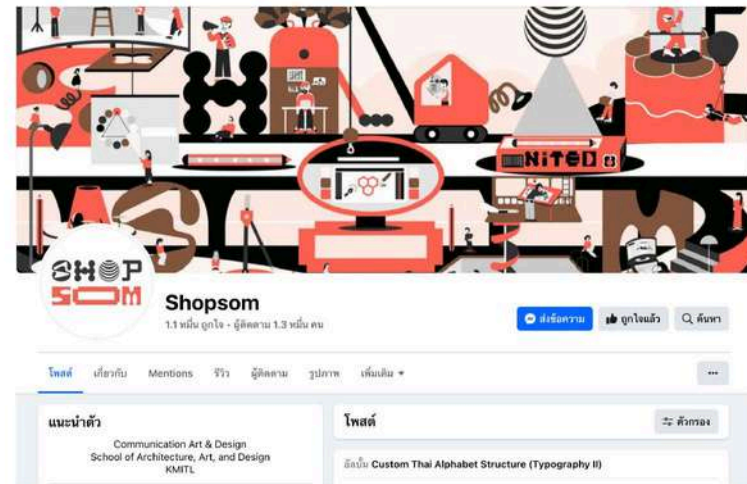 NITED
SHOP
SOM
Shopsom
1.1 หมื่น ถูกใจ • ผู้ติดตาม 1.3 หมื่น คน
ส่งข้อความ
ถูกใจแล้ว
ค้นหา
โพสต์ เกี่ยวกับ Mentions รีวิว ผู้ติดตาม รูปภาพ เพิ่มเติม
แนะนำตัว
Communication Art & Design
School of Architecture, Art, and Design
KMITL
โพสต์
ตัวกรอง
อัลบั้ม Custom Thai Alphabet Structure (Typography II)